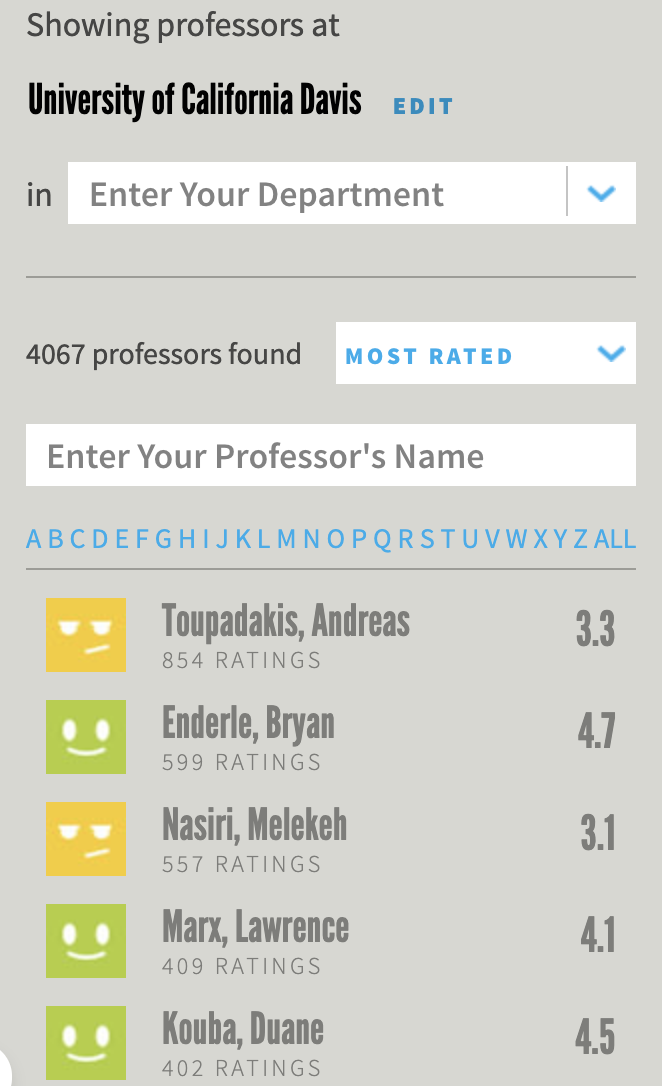 Showing professors at
University of California Davis EDIT
in Enter Your Department
4067 professors found MOST RATED
Enter Your Professor's Name
A B C D E F G H I J K L M N O P Q R S T U V W X Y Z ALL
Toupadakis, Andreas 3.3
854 RATINGS
Enderle, Bryan 4.7
599 RATINGS
Nasiri, Melekeh 3.1
557 RATINGS
Marx, Lawrence 4.1
409 RATINGS
Kouba, Duane 4.5
402 RATINGS